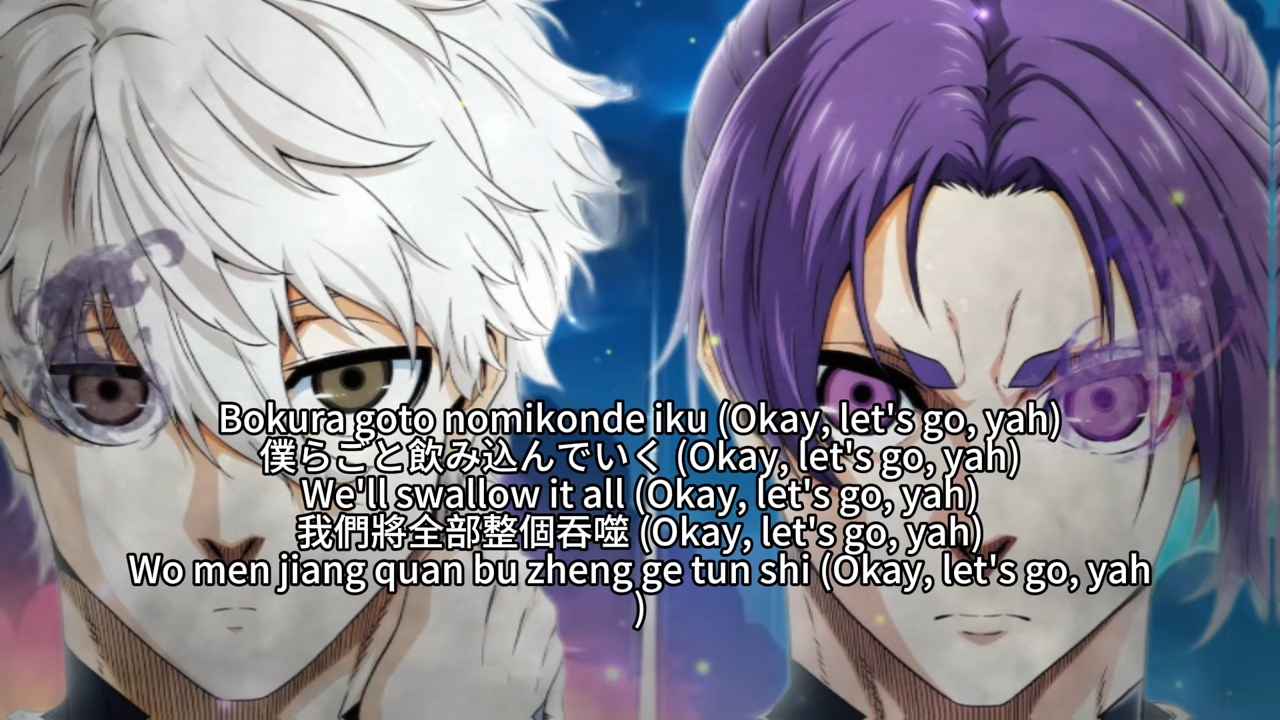 Bokura goto nomikonde iku (Okay, let's go, yah)
僕らごと飲み込んでいく (Okay, let's go, yah)
We'll swallow it all (Okay, let's go, yah)
我們將全部整個吞噬 (Okay, let's go, yah)
Wo men jiang quan bu zheng ge tun shi (Okay, let's go, yah
)